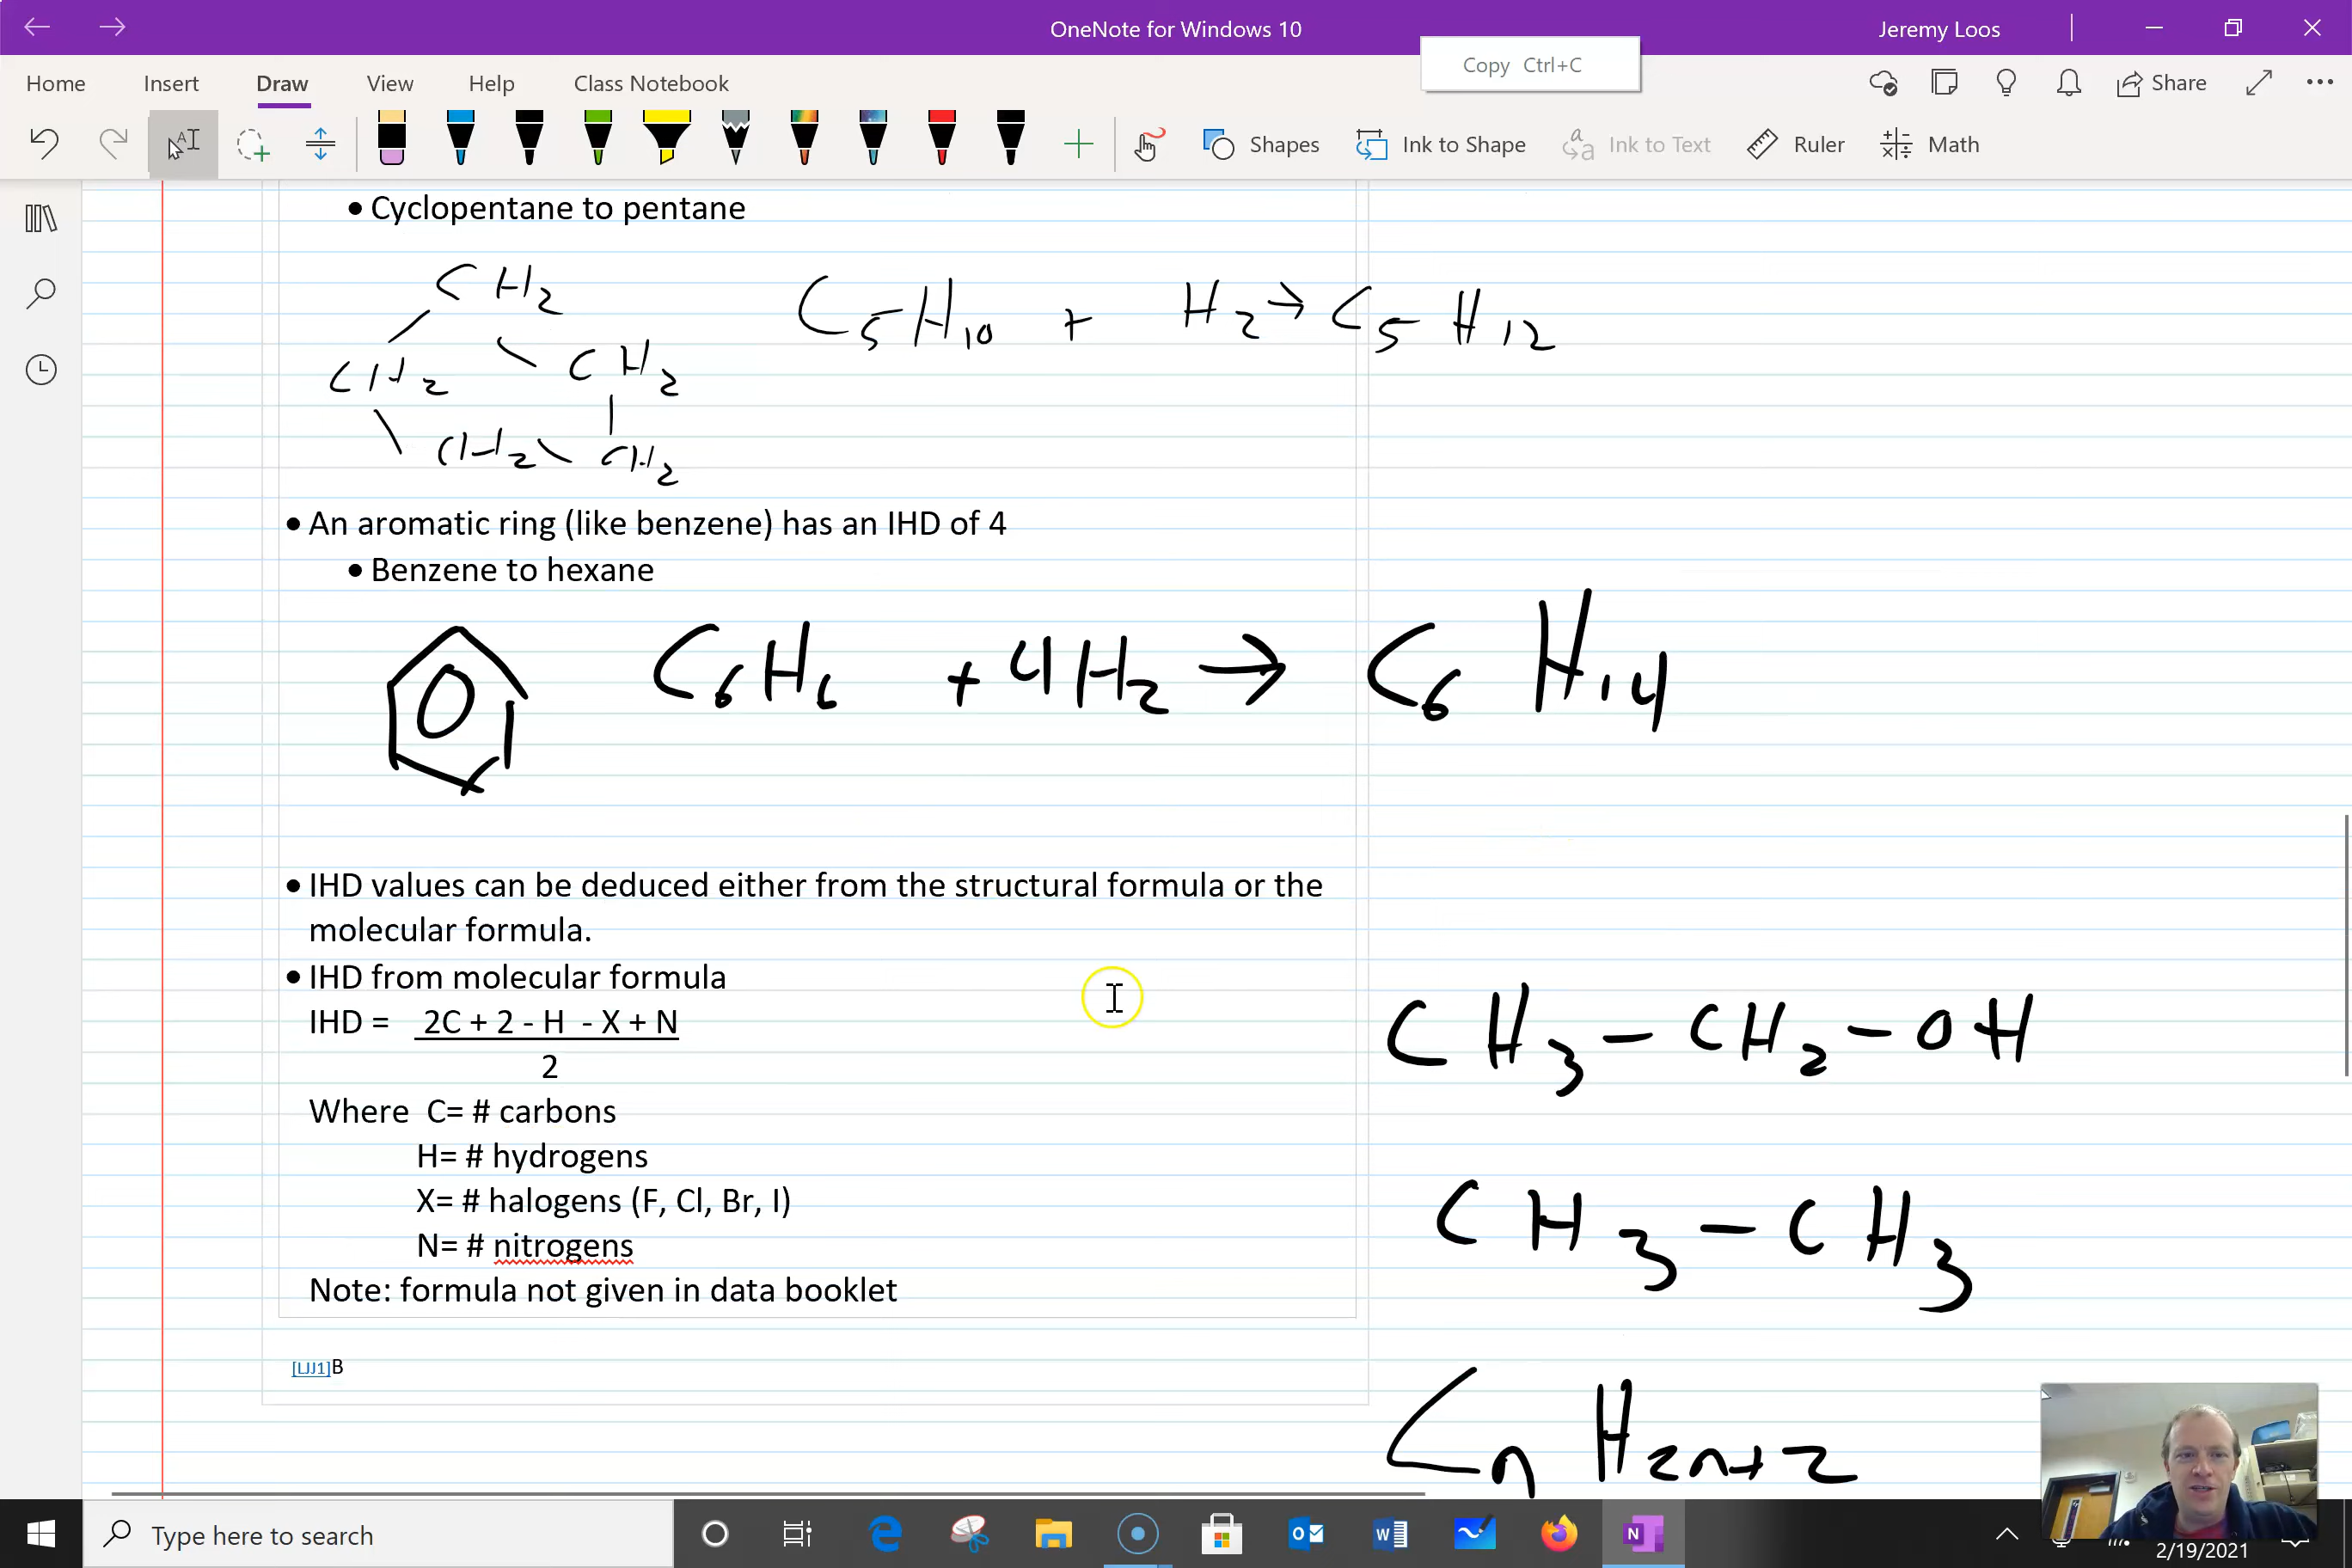 OneNote for Windows 10
Jeremy Loos
Copy Ctrl+C
Home Insert Draw View Help Class Notebook Share
Shapes Ink to Shape Ink to Text Ruler Math
• Cyclopentane to pentane
CH2
CH2 CH2
CH2 CH2
C5H10 + H2 → C5H12
• An aromatic ring (like benzene) has an IHD of 4
• Benzene to hexane
C6H6 + 4H2 → C6H14
• IHD values can be deduced either from the structural formula or the
molecular formula.
• IHD from molecular formula
IHD = 2C + 2 - H - X + N
2
Where C= # carbons
H= # hydrogens
X= # halogens (F, Cl, Br, I)
N= # nitrogens
Note: formula not given in data booklet
[LJJ1]B
CH3 - CH2 - OH
CH3 - CH3
CnH2n+2
Type here to search
2/19/2021